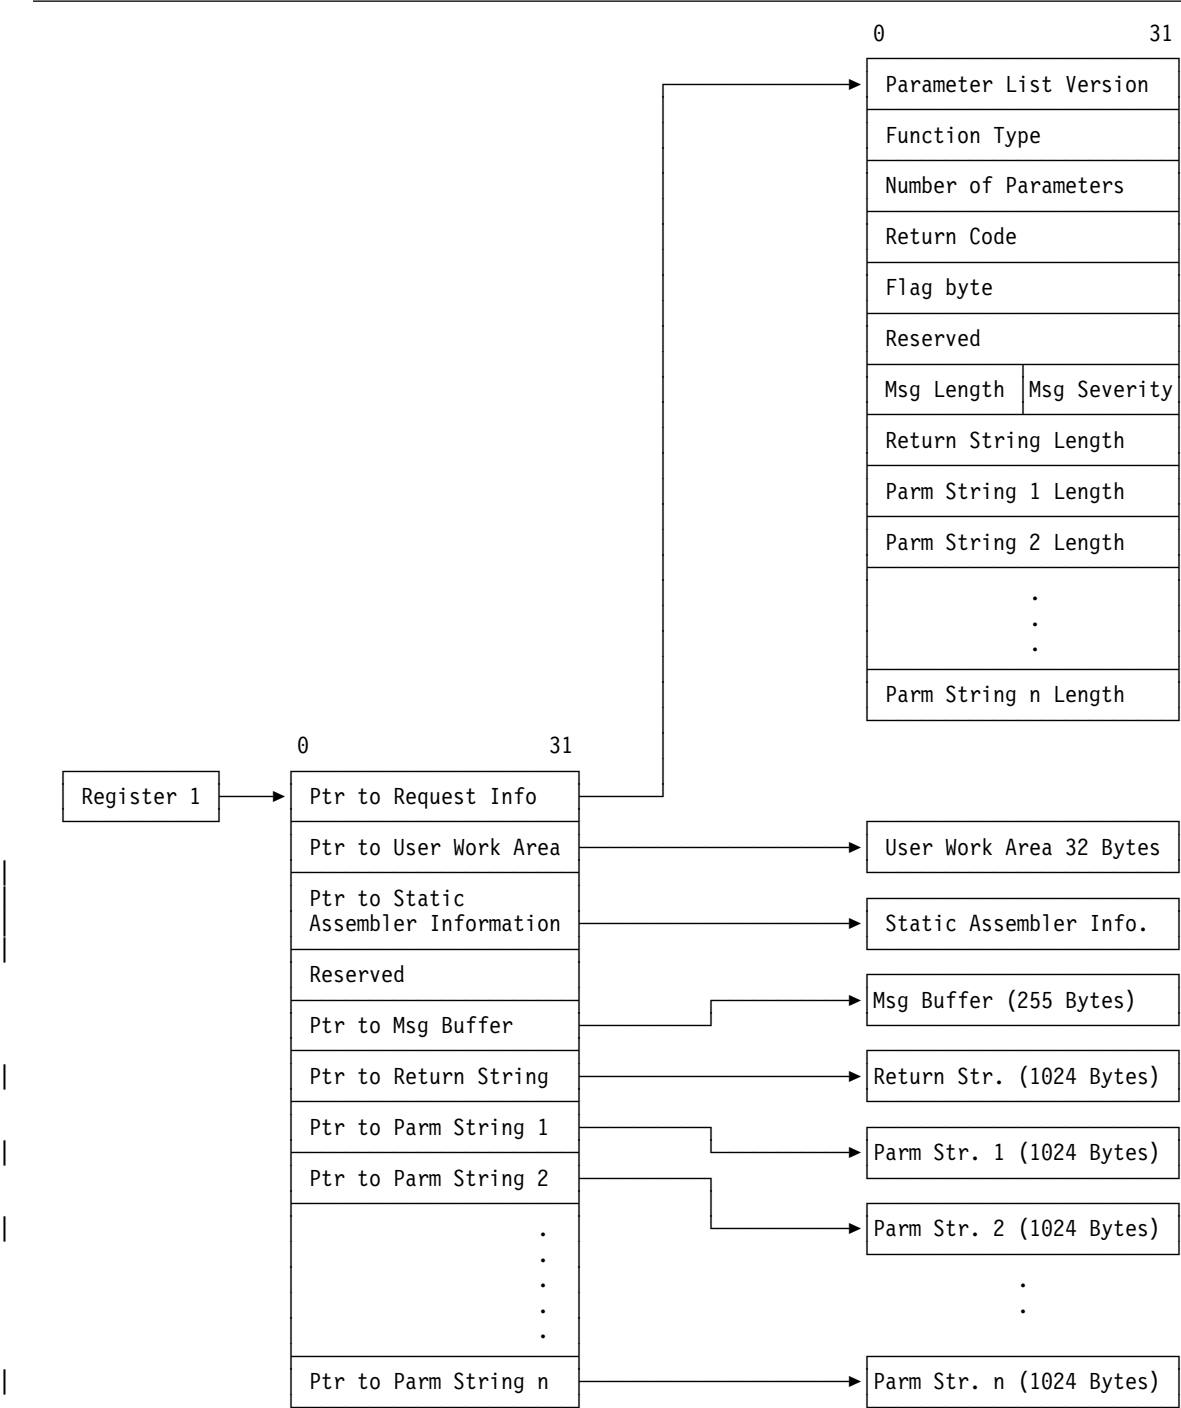 0 31
Parameter List Version
Function Type
Number of Parameters
Return Code
Flag byte
Reserved
Msg Length Msg Severity
Return String Length
Parm String 1 Length
Parm String 2 Length
.
.
.
Parm String n Length
0 31
Register 1
Ptr to Request Info
Ptr to User Work Area
User Work Area 32 Bytes
Ptr to Static
Assembler Information
Static Assembler Info.
Reserved
Msg Buffer (255 Bytes)
Ptr to Msg Buffer
Ptr to Return String
Return Str. (1024 Bytes)
Ptr to Parm String 1
Parm Str. 1 (1024 Bytes)
Ptr to Parm String 2
Parm Str. 2 (1024 Bytes)
.
.
.
.
.
.
.
Ptr to Parm String n
Parm Str. n (1024 Bytes)